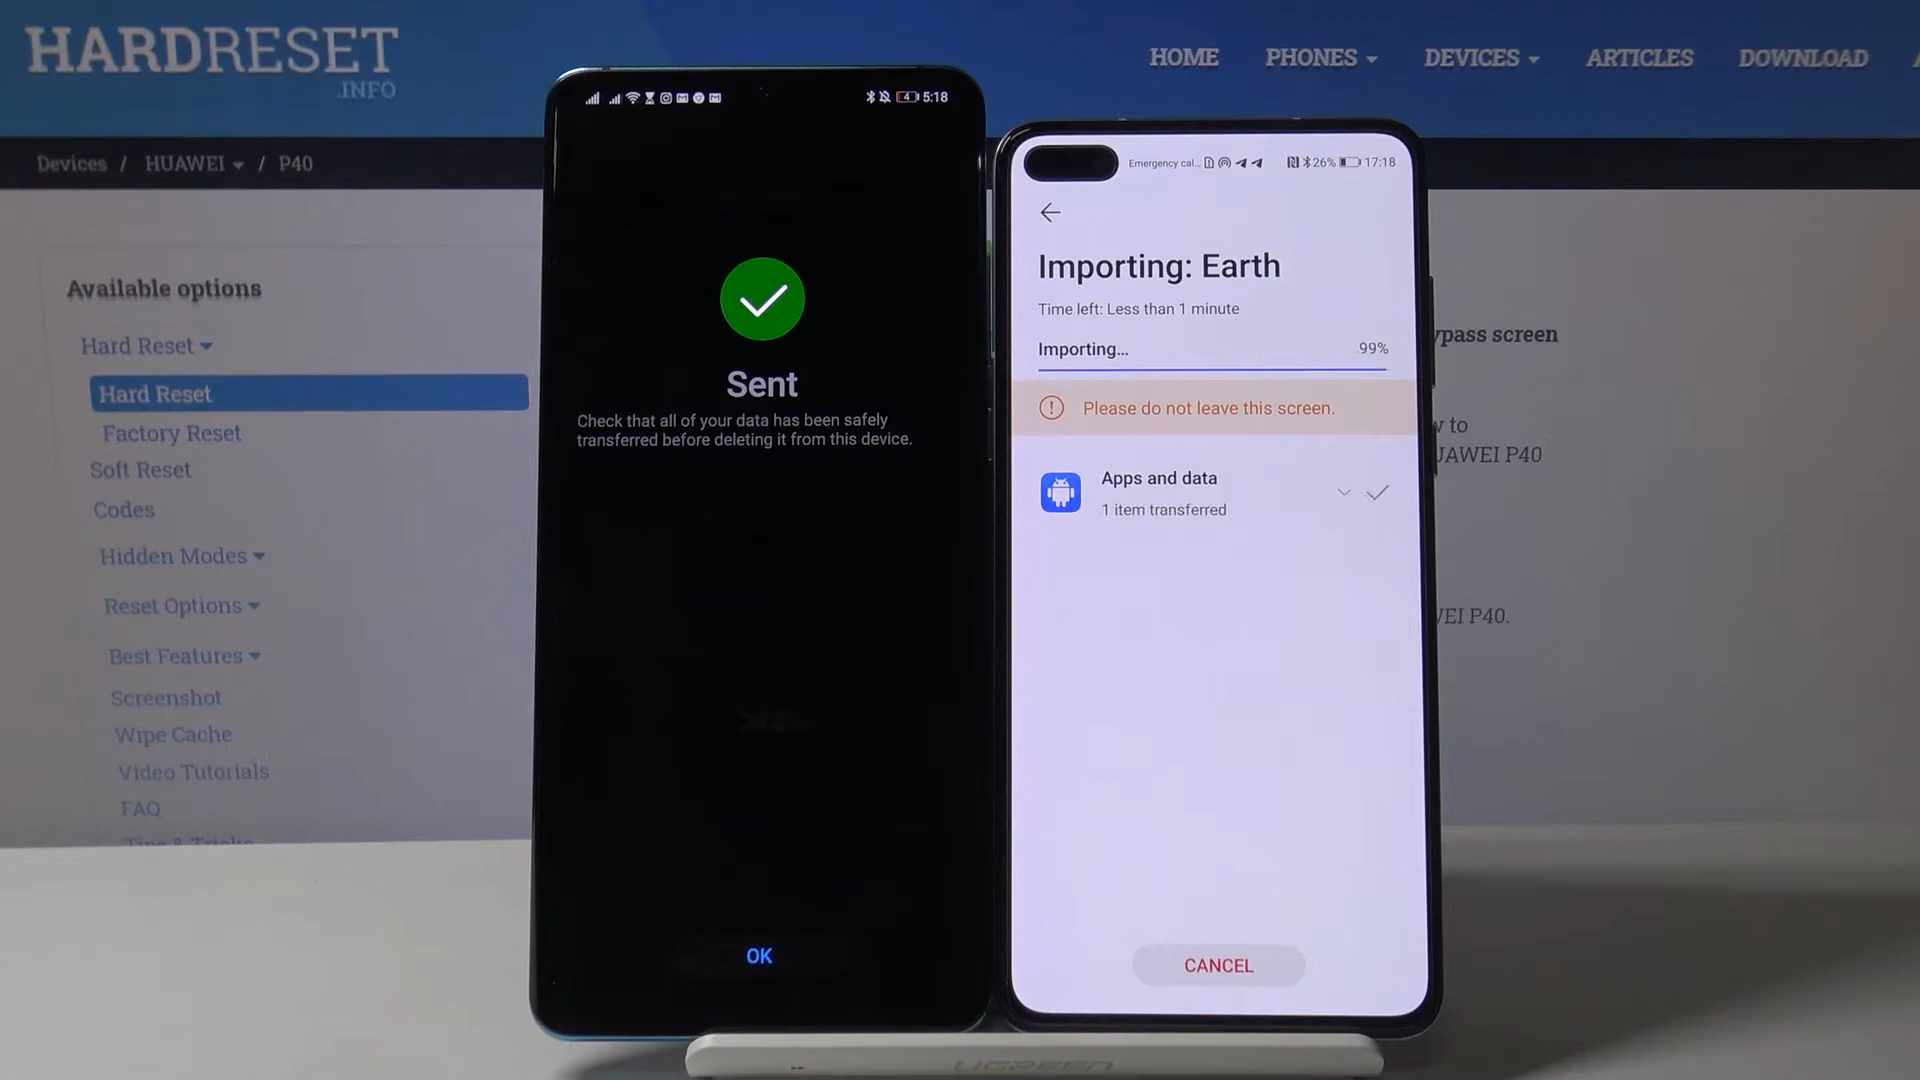 HARDRESET
.INFO
HOME PHONES DEVICES ARTICLES DOWNLOAD
Devices / HUAWEI / P40
Available options
Hard Reset
Hard Reset
Factory Reset
Soft Reset
Codes
Hidden Modes
Reset Options
Best Features
Screenshot
Wipe Cache
Video Tutorials
FAQ
Tips & Tricks
4 5:18
Sent
Check that all of your data has been safely
transferred before deleting it from this device.
OK
Emergency cal... 26% 17:18
Importing: Earth
Time left: Less than 1 minute
Importing... 99%
Please do not leave this screen.
Apps and data
1 item transferred
CANCEL
screen
to
P40
P40.
UGREEN